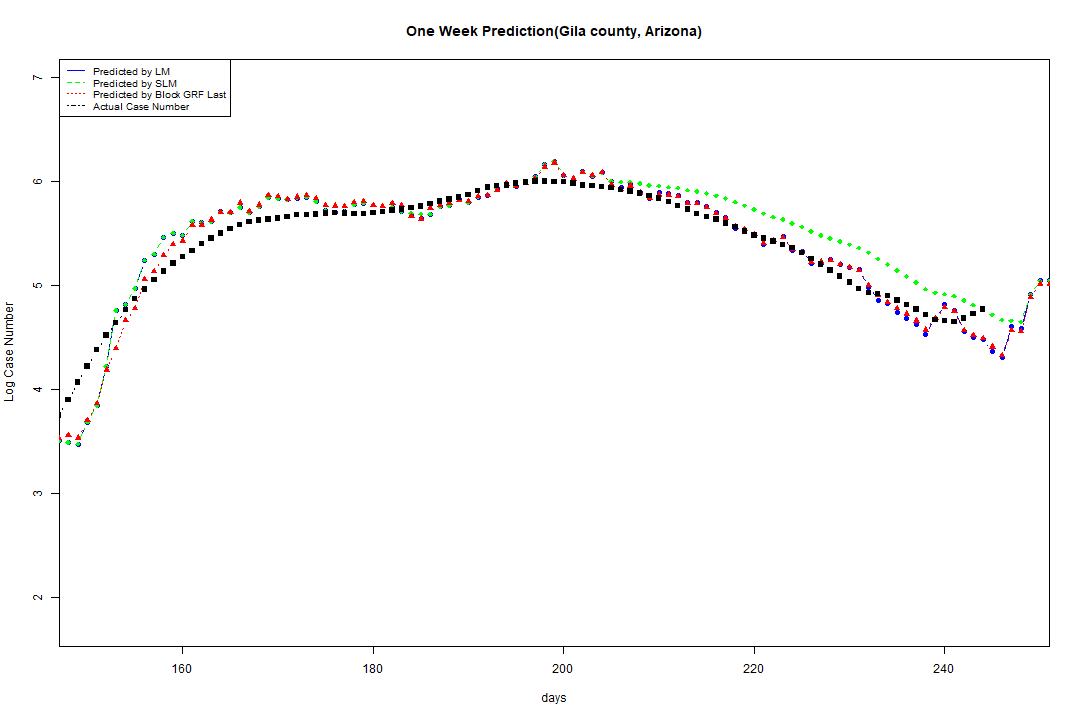 One Week Prediction(Gila county, Arizona)
Predicted by LM
Predicted by SLM
Predicted by Block GRF Last
Actual Case Number
7
6
5
4
3
2
Log Case Number
160 180 200 220 240
days